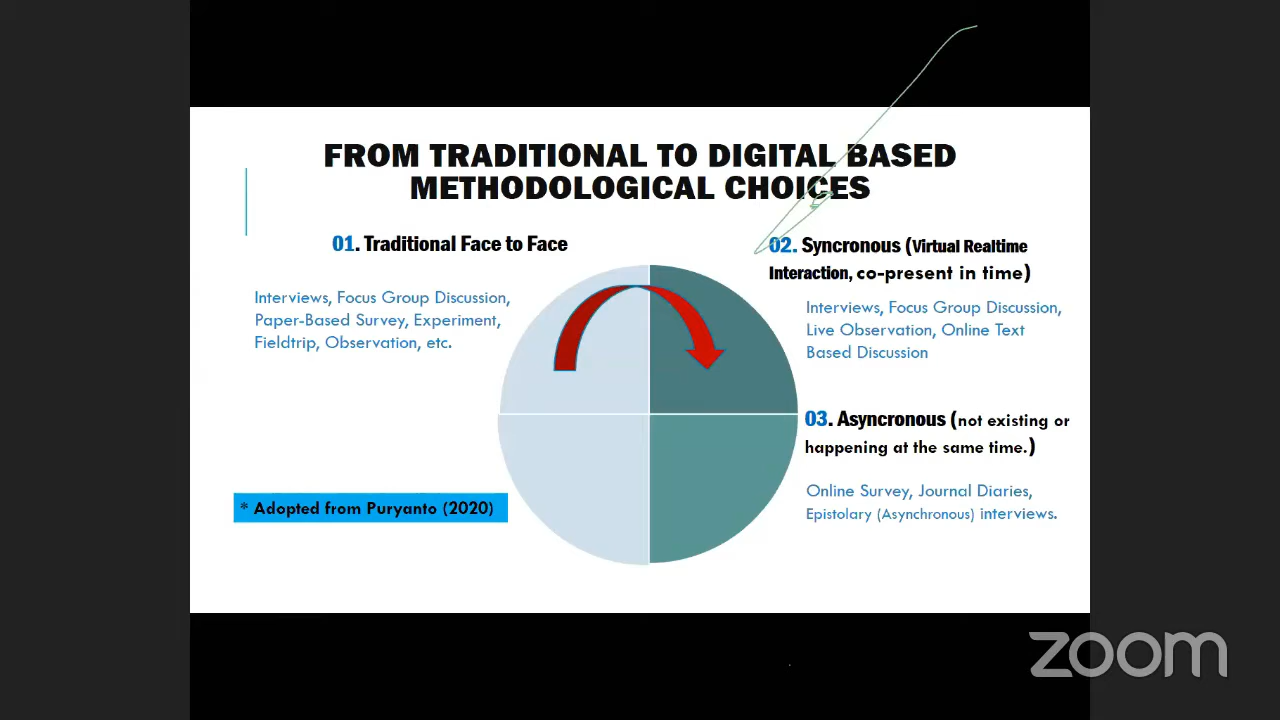 FROM TRADITIONAL TO DIGITAL BASED
METHODOLOGICAL CHOICES
01. Traditional Face to Face
Interviews, Focus Group Discussion,
Paper-Based Survey, Experiment,
Fieldtrip, Observation, etc.
02. Syncronous (Virtual Realtime
Interaction, co-present in time)
Interviews, Focus Group Discussion,
Live Observation, Online Text
Based Discussion
03. Asyncronous (not existing or
happening at the same time.)
Online Survey, Journal Diaries,
Epistolary (Asynchronous) interviews.
* Adopted from Puryanto (2020)
zoom